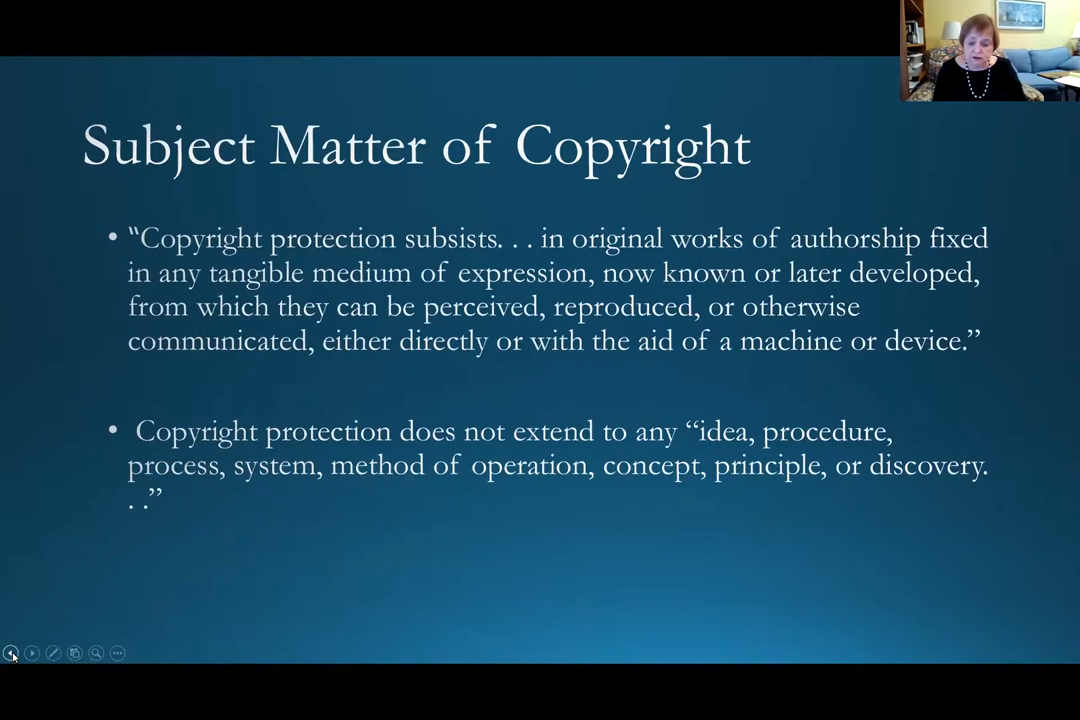 Subject Matter of Copyright
• “Copyright protection subsists. . . in original works of authorship fixed
in any tangible medium of expression, now known or later developed,
from which they can be perceived, reproduced, or otherwise
communicated, either directly or with the aid of a machine or device.”
• Copyright protection does not extend to any “idea, procedure,
process, system, method of operation, concept, principle, or discovery.
. .”